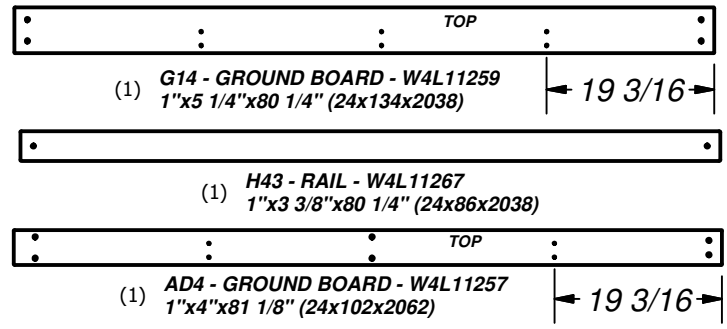 TOP
(1) G14 - GROUND BOARD - W4L11259
1"x5 1/4"x80 1/4" (24x134x2038)
19 3/16
(1) H43 - RAIL - W4L11267
1"x3 3/8"x80 1/4" (24x86x2038)
TOP
(1) AD4 - GROUND BOARD - W4L11257
1"x4"x81 1/8" (24x102x2062)
19 3/16